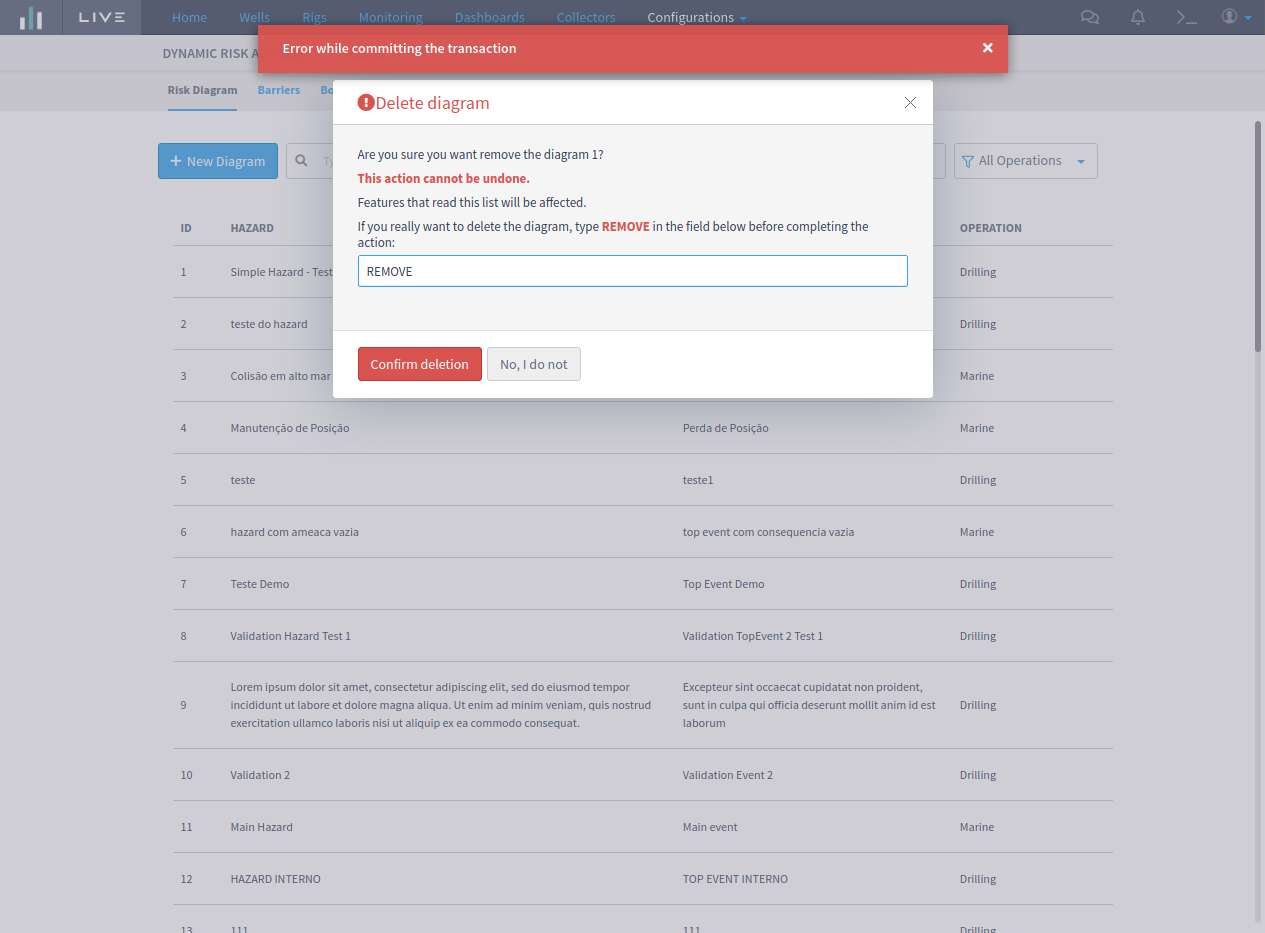 LIVE Home Wells Rigs Monitoring Dashboards Collectors Configurations
Error while committing the transaction
DYNAMIC RISK A
Risk Diagram Barriers Bo
Delete diagram
Are you sure you want remove the diagram 1?
This action cannot be undone.
Features that read this list will be affected.
If you really want to delete the diagram, type REMOVE in the field below before completing the
action:
REMOVE
Confirm deletion No, I do not
+ New Diagram Ty All Operations
ID HAZARD OPERATION
1 Simple Hazard - Test Drilling
2 teste do hazard Drilling
3 Colisão em alto mar Marine
4 Manutenção de Posição Perda de Posição Marine
5 teste teste1 Drilling
6 hazard com ameaca vazia top event com consequencia vazia Marine
7 Teste Demo Top Event Demo Drilling
8 Validation Hazard Test 1 Validation TopEvent 2 Test 1 Drilling
9 Lorem ipsum dolor sit amet, consectetur adipiscing elit, sed do eiusmod tempor
incididunt ut labore et dolore magna aliqua. Ut enim ad minim veniam, quis nostrud
exercitation ullamco laboris nisi ut aliquip ex ea commodo consequat.
Excepteur sint occaecat cupidatat non proident,
sunt in culpa qui officia deserunt mollit anim id est
laborum
Drilling
10 Validation 2 Validation Event 2 Drilling
11 Main Hazard Main event Marine
12 HAZARD INTERNO TOP EVENT INTERNO Drilling
13 111 111 Drilling